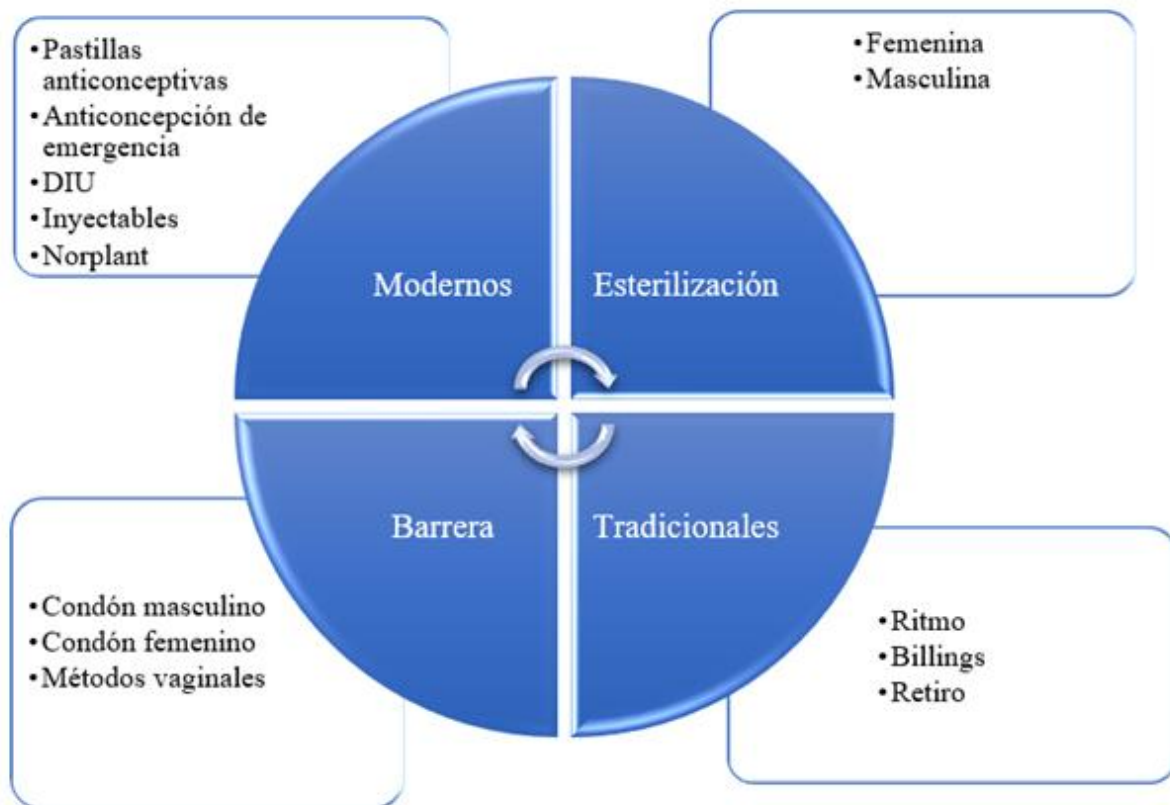 •Pastillas
anticonceptivas
•Anticoncepción de
emergencia
•DIU
•Inyectables
•Norplant
•Femenina
•Masculina
Modernos
Esterilización
Barrera
Tradicionales
•Condón masculino
•Condón femenino
•Métodos vaginales
•Ritmo
•Billings
•Retiro